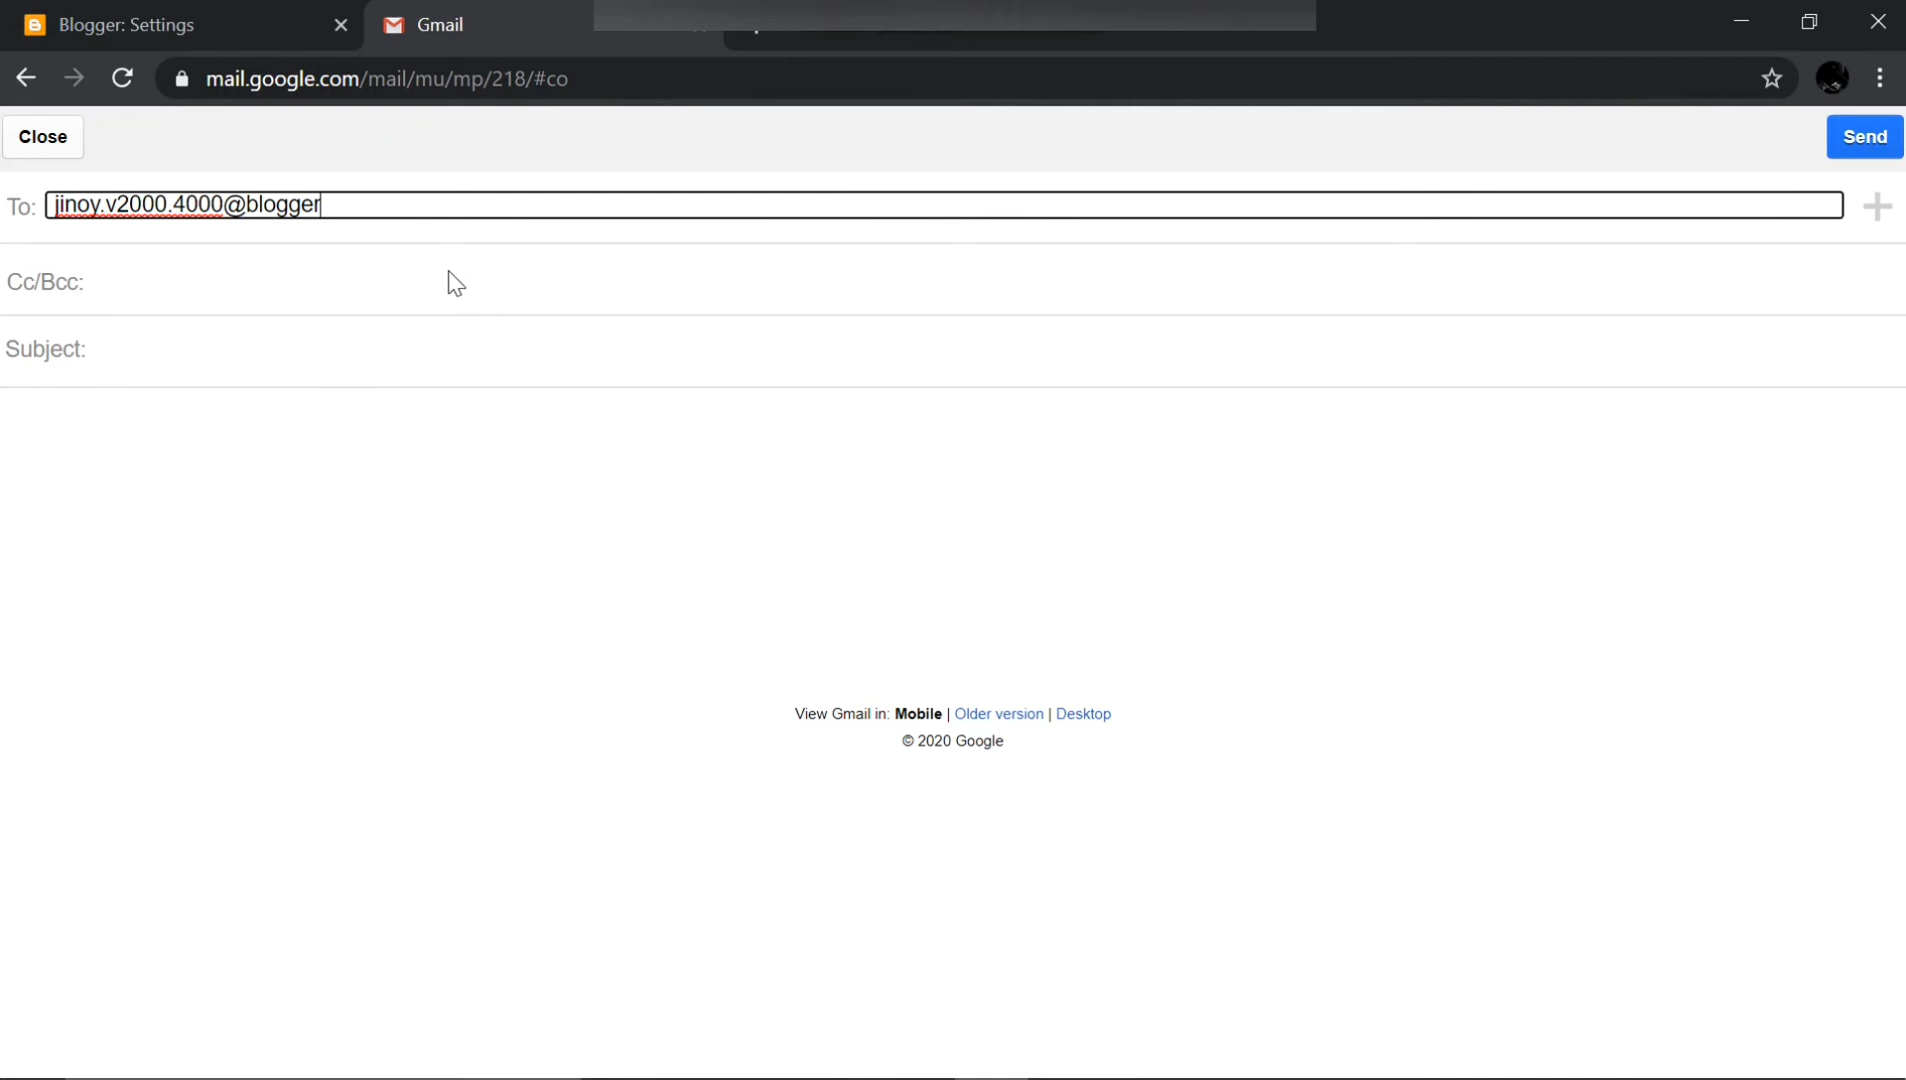 Blogger: Settings
Gmail
mail.google.com/mail/mu/mp/218/#co
Close
Send
To: jinoy.v2000.4000@blogger
Cc/Bcc:
Subject:
View Gmail in: Mobile | Older version | Desktop
© 2020 Google